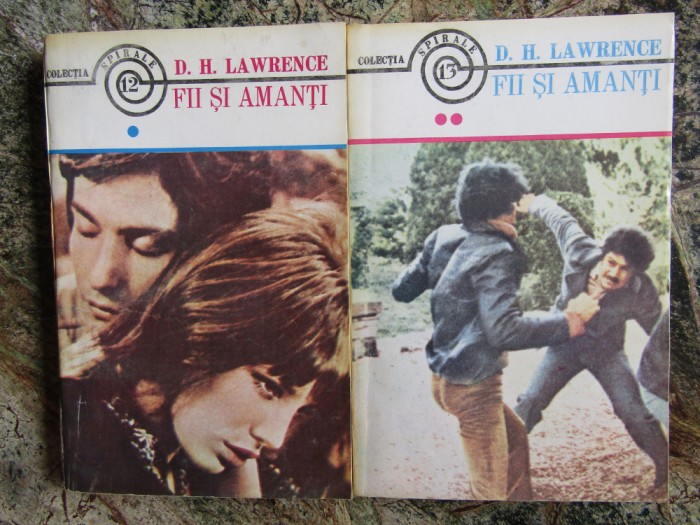 COLECȚIA SPIRALE
12
D. H. LAWRENCE
FII ȘI AMANȚI
COLECȚIA SPIRALE
13
D. H. LAWRENCE
FII ȘI AMANȚI